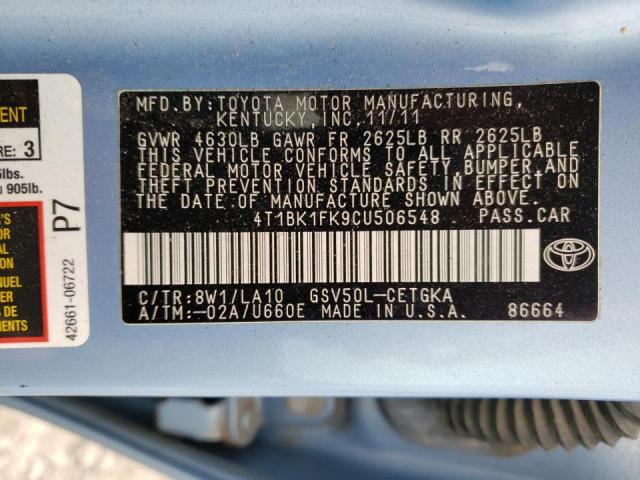 MENT
RE: 3
lbs.
905lb.
P7
42661-06722
MFD.BY:TOYOTA MOTOR MANUFACTURING,
KENTUCKY,INC.11/11
GVWR 4630LB GAWR FR 2625LB RR 2625LB
THIS VEHICLE CONFORMS TO ALL APPLICABLE
FEDERAL MOTOR VEHICLE SAFETY,BUMPER,AND
THEFT PREVENTION STANDARDS IN EFFECT ON
THE DATE OF MANUFACTURE SHOWN ABOVE.
4T1BK1FK9CU506548 PASS.CAR
TOYOTA
C/TR:8W1/LA10 GSV50L-CETGKA
A/TM:-02A/U660E MADE IN U.S.A. 86664